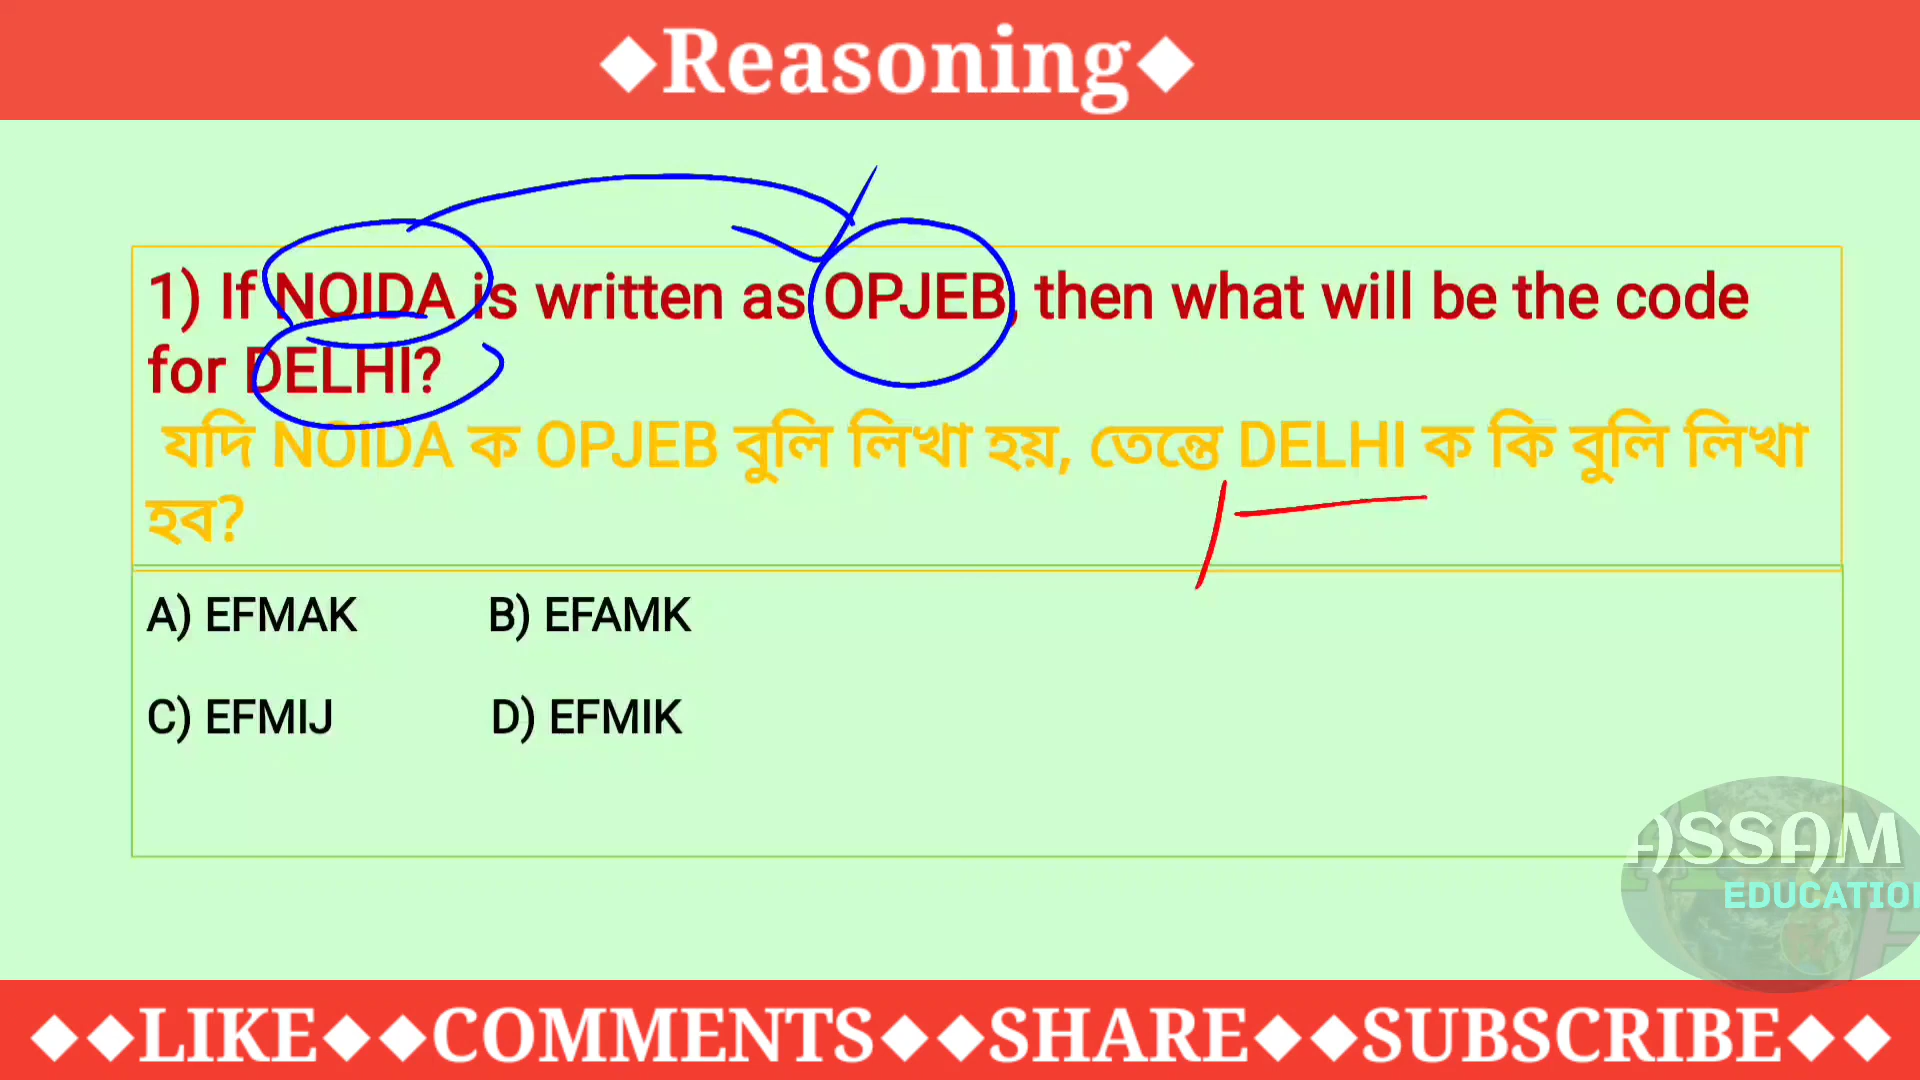 ◆Reasoning◆
1) If NOIDA is written as OPJEB, then what will be the code
for DELHI?
যদি NOIDA ক OPJEB বুলি লিখা হয়, তেন্তে DELHI ক কি বুলি লিখা
হব?
A) EFMAK B) EFAMK
C) EFMIJ D) EFMIK
ASSAM
EDUCATION
◆◆LIKE◆◆COMMENTS◆◆SHARE◆◆SUBSCRIBE◆◆